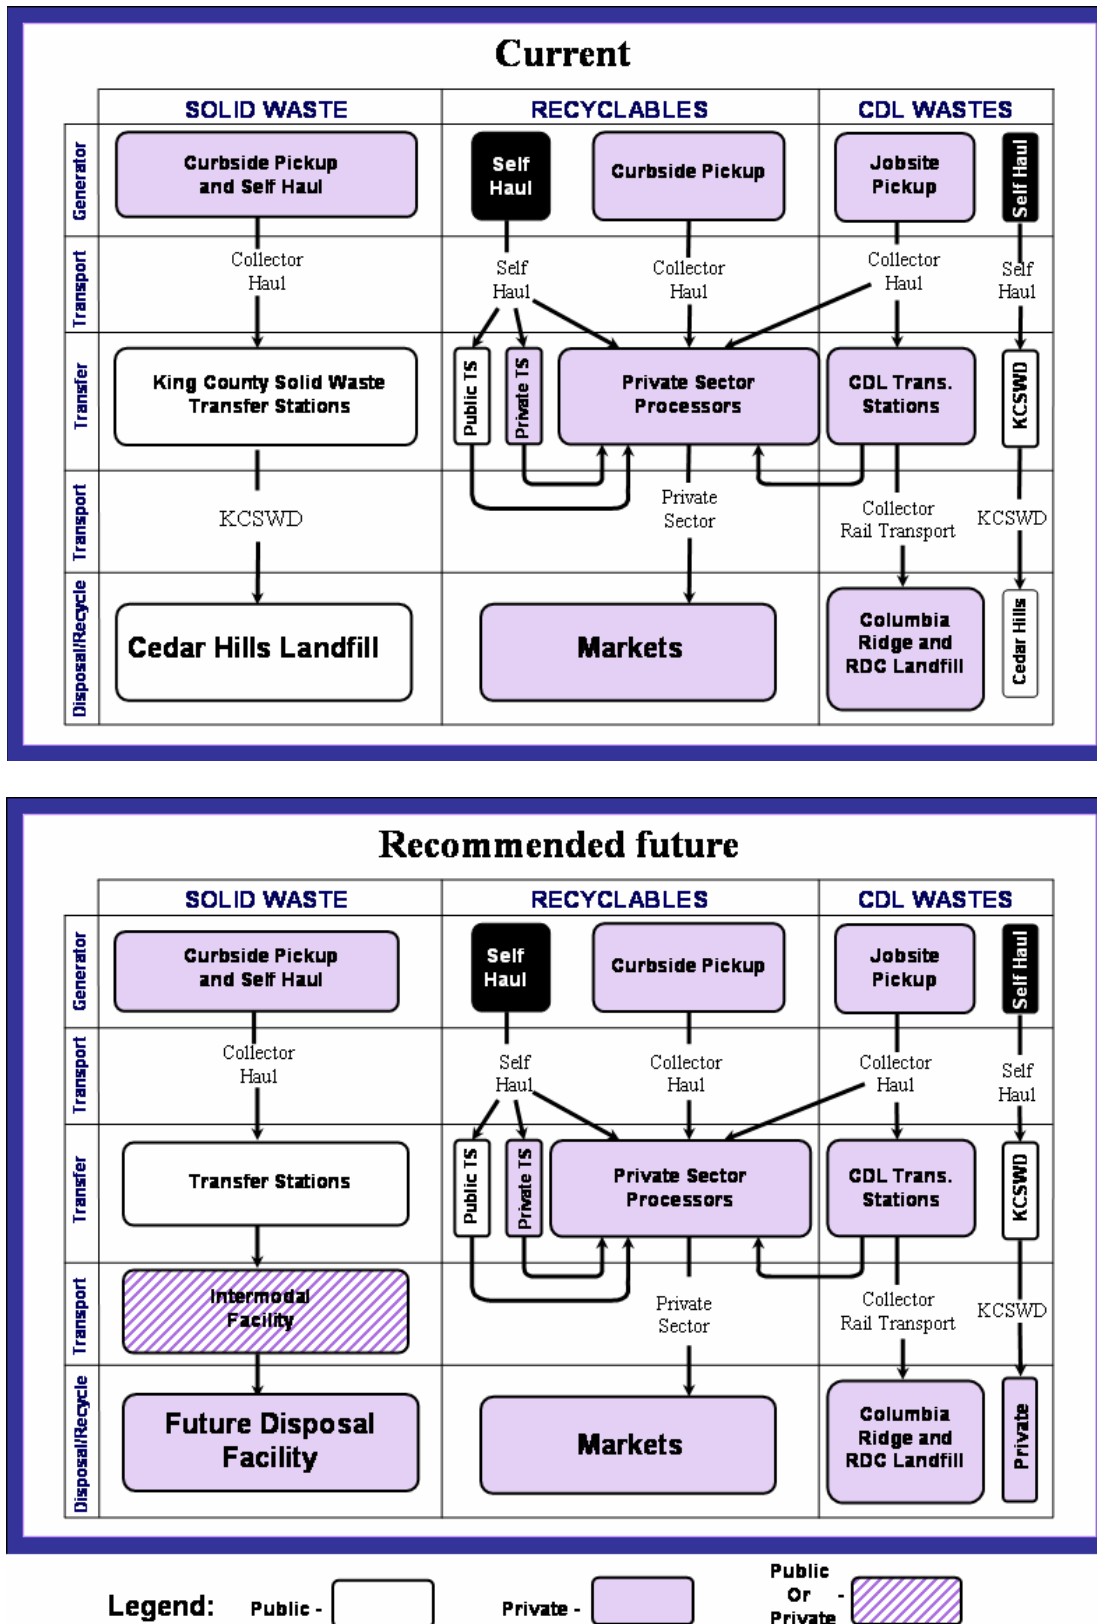 Current
SOLID WASTE
RECYCLABLES
CDL WASTES
Generator
Curbside Pickup
and Self Haul
Self
Haul
Curbside Pickup
Jobsite
Pickup
Self Haul
Transport
Collector
Haul
Self
Haul
Collector
Haul
Collector
Haul
Self
Haul
Transfer
King County Solid Waste
Transfer Stations
Public TS
Private TS
Private Sector
Processors
CDL Trans.
Stations
KCSWD
Transport
KCSWD
Private
Sector
Collector
Rail Transport
KCSWD
Disposal/Recycle
Cedar Hills Landfill
Markets
Columbia
Ridge and
RDC Landfill
Cedar Hills
Recommended future
SOLID WASTE
RECYCLABLES
CDL WASTES
Generator
Curbside Pickup
and Self Haul
Self
Haul
Curbside Pickup
Jobsite
Pickup
Self Haul
Transport
Collector
Haul
Self
Haul
Collector
Haul
Collector
Haul
Self
Haul
Transfer
Transfer Stations
Public TS
Private TS
Private Sector
Processors
CDL Trans.
Stations
KCSWD
Transport
Intermodal
Facility
Private
Sector
Collector
Rail Transport
KCSWD
Disposal/Recycle
Future Disposal
Facility
Markets
Columbia
Ridge and
RDC Landfill
Private
Legend:
Public -
Private -
Public
Or -
Private